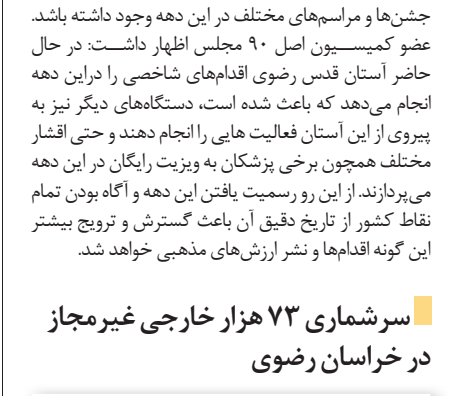 جشن‌ها و مراسم‌های مختلف در این دهه وجود داشته باشد.
عضو کمیسیون اصل ۹۰ مجلس اظهار داشت: در حال
حاضر آستان قدس رضوی اقدام‌های شاخصی را دراین دهه
انجام می‌دهد که باعث شده است، دستگاه‌های دیگر نیز به
پیروی از این آستان فعالیت هایی را انجام دهند و حتی اقشار
مختلف همچون برخی پزشکان به ویزیت رایگان در این دهه
می‌پردازند. از این رو رسمیت یافتن این دهه و آگاه بودن تمام
نقاط کشور از تاریخ دقیق آن باعث گسترش و ترویج بیشتر
این گونه اقدام‌ها و نشر ارزش‌های مذهبی خواهد شد.
سرشماری ۷۳ هزار خارجی غیرمجاز
در خراسان رضوی